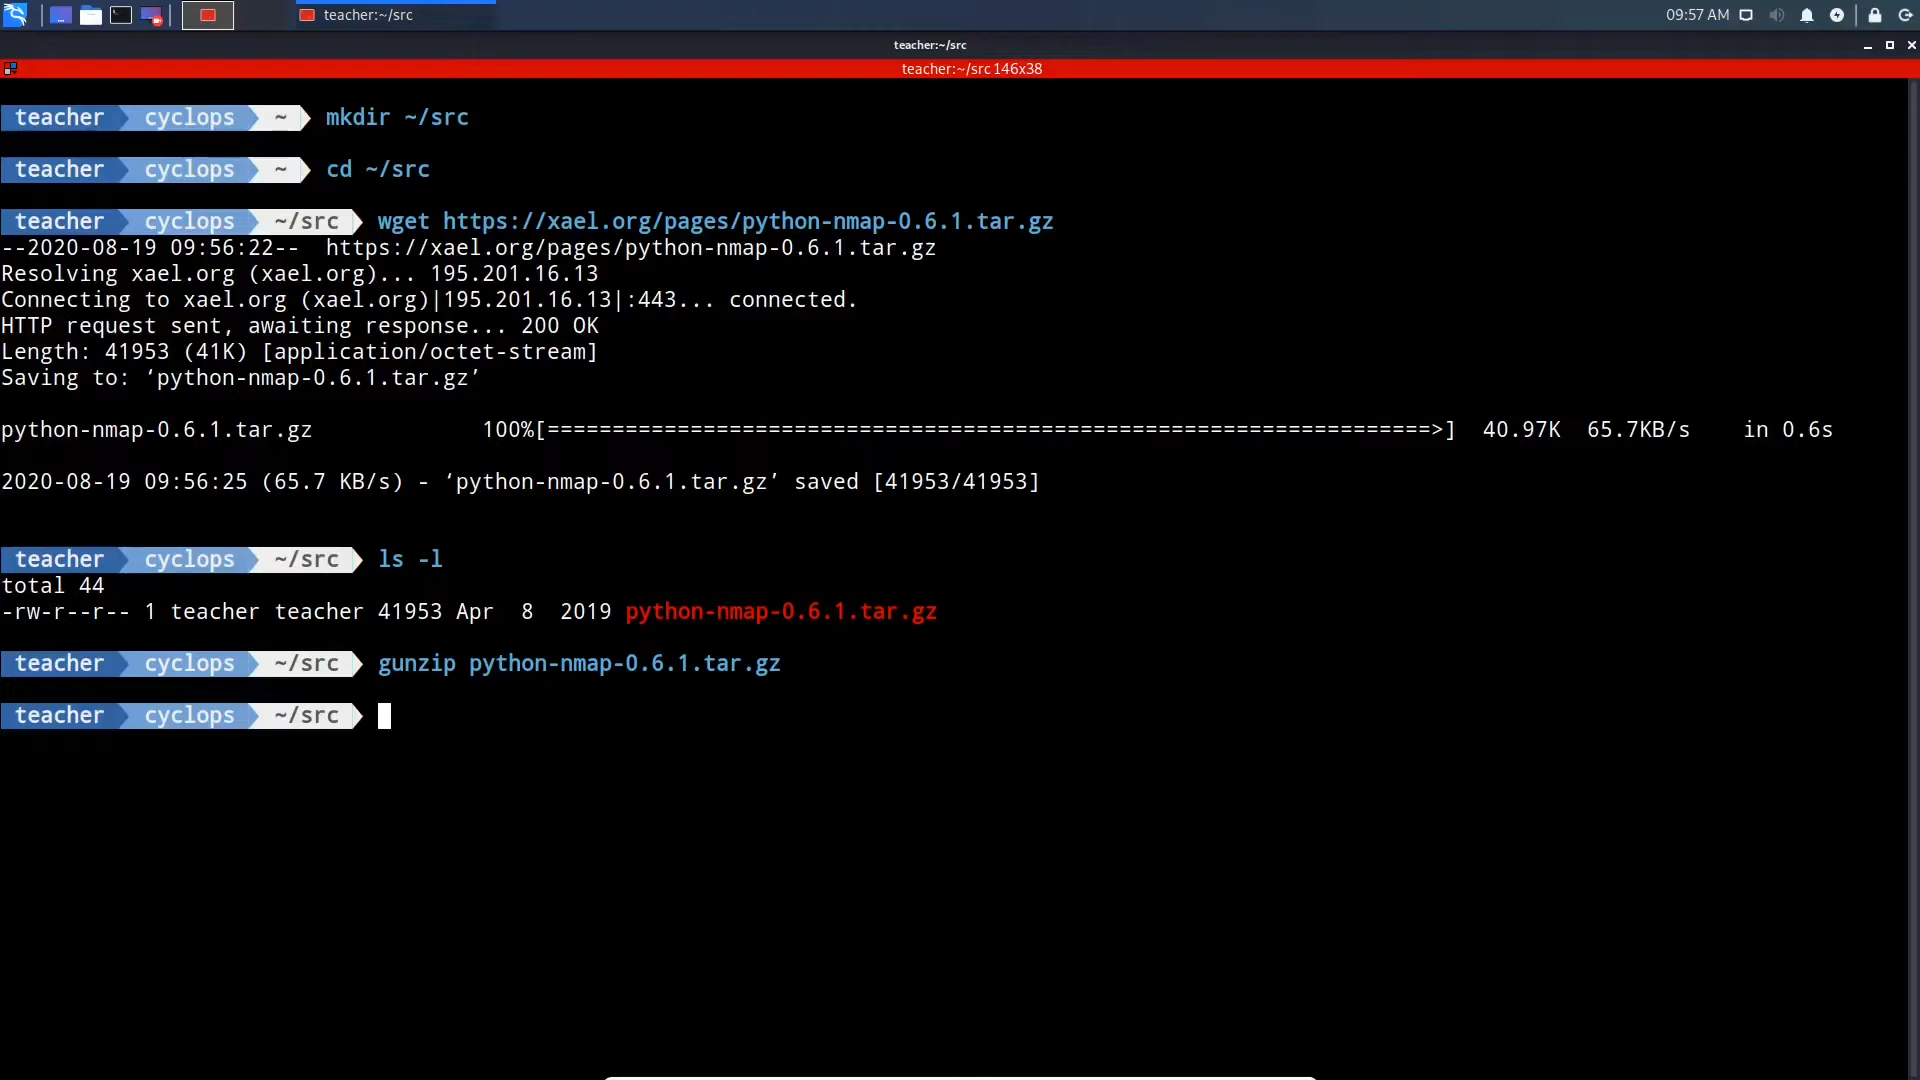 teacher:~/src 09:57 AM
teacher:~/src
teacher:~/src 146x38
teacher cyclops ~ mkdir ~/src
teacher cyclops ~ cd ~/src
teacher cyclops ~/src wget https://xael.org/pages/python-nmap-0.6.1.tar.gz
--2020-08-19 09:56:22--  https://xael.org/pages/python-nmap-0.6.1.tar.gz
Resolving xael.org (xael.org)... 195.201.16.13
Connecting to xael.org (xael.org)|195.201.16.13|:443... connected.
HTTP request sent, awaiting response... 200 OK
Length: 41953 (41K) [application/octet-stream]
Saving to: ‘python-nmap-0.6.1.tar.gz’
python-nmap-0.6.1.tar.gz 100%[====================================================================>] 40.97K 65.7KB/s in 0.6s
2020-08-19 09:56:25 (65.7 KB/s) - ‘python-nmap-0.6.1.tar.gz’ saved [41953/41953]
teacher cyclops ~/src ls -l
total 44
-rw-r--r-- 1 teacher teacher 41953 Apr  8  2019 python-nmap-0.6.1.tar.gz
teacher cyclops ~/src gunzip python-nmap-0.6.1.tar.gz
teacher cyclops ~/src